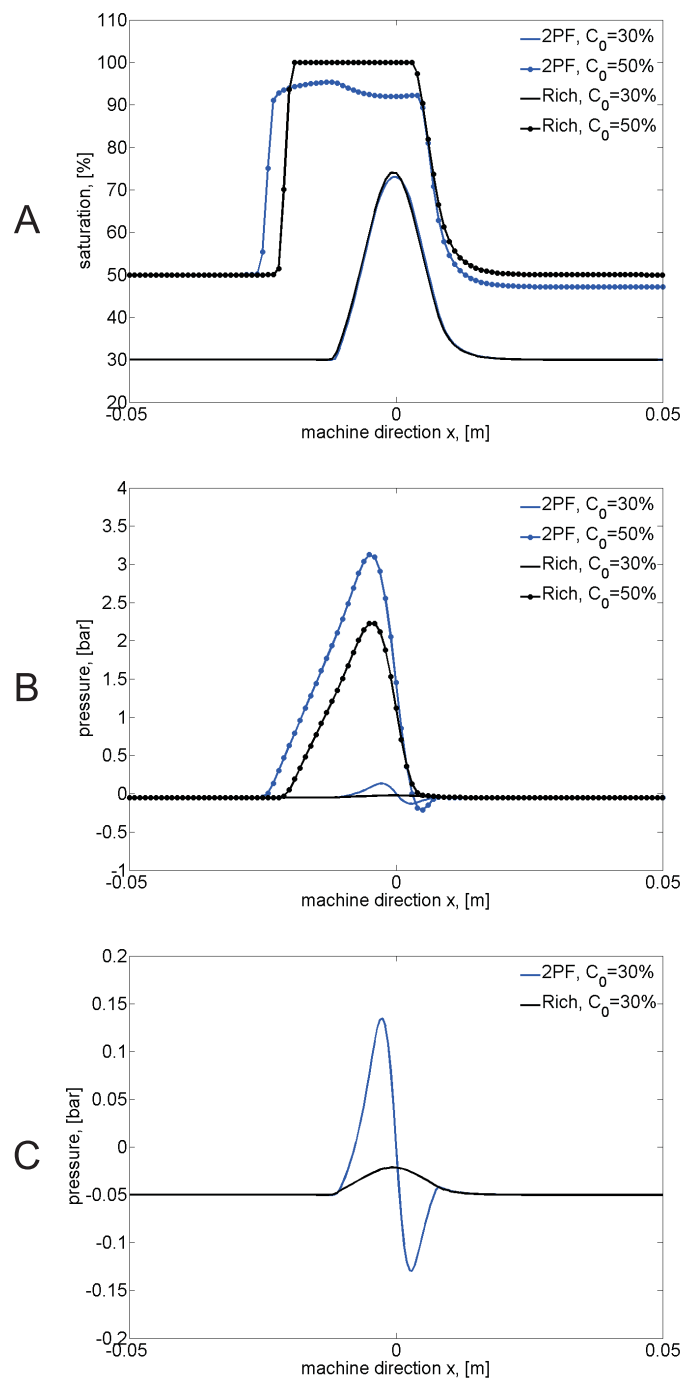 A
saturation, [%]
100
90
80
70
60
50
40
30
20
-0.05
0
0.05
machine direction x, [m]
2PF, C0=30%
2PF, C0=50%
Rich, C0=30%
Rich, C0=50%
B
pressure, [bar]
4
3.5
3
2.5
2
1.5
1
0.5
0
-0.5
-1
-0.05
0
0.05
machine direction x, [m]
2PF, C0=30%
2PF, C0=50%
Rich, C0=30%
Rich, C0=50%
C
pressure, [bar]
0.2
0.15
0.1
0.05
0
-0.05
-0.1
-0.15
-0.2
-0.05
0
0.05
machine direction x, [m]
2PF, C0=30%
Rich, C0=30%